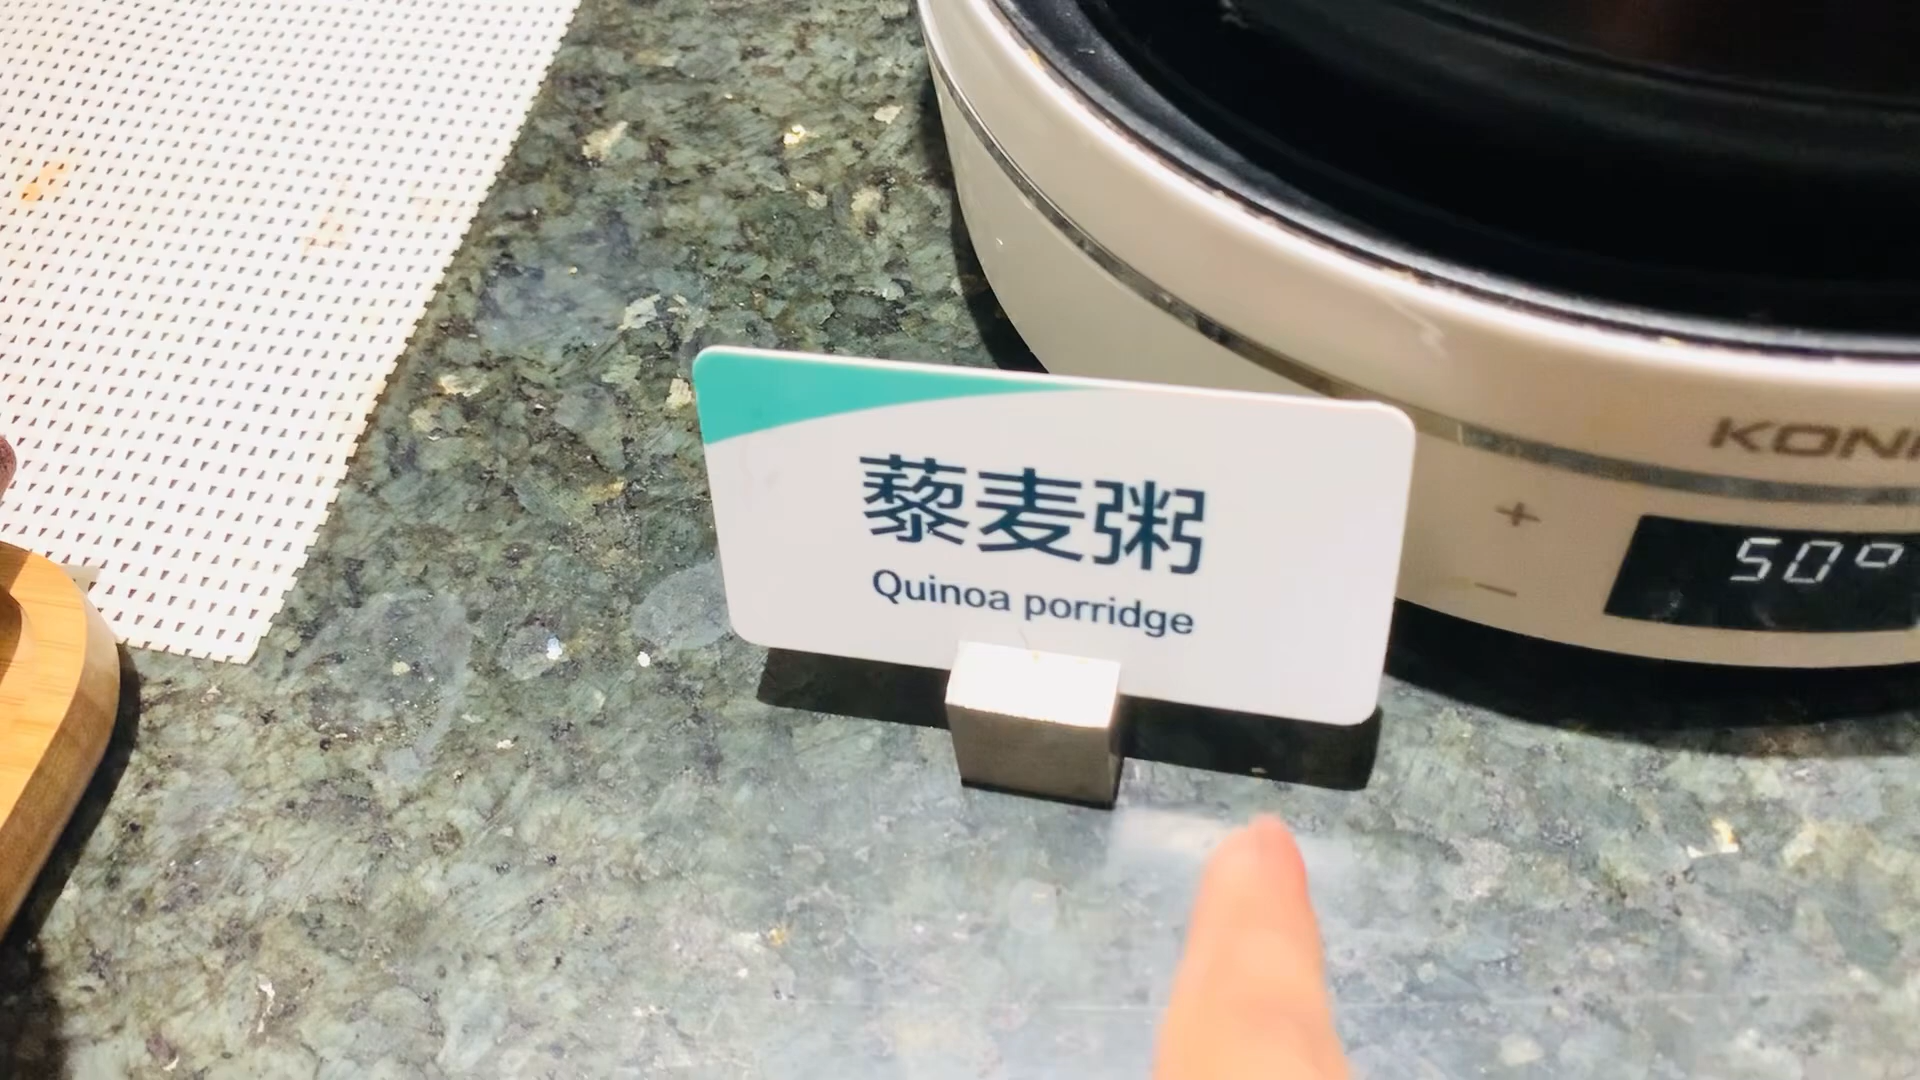 藜麦粥
Quinoa porridge
KON
+
-
50°